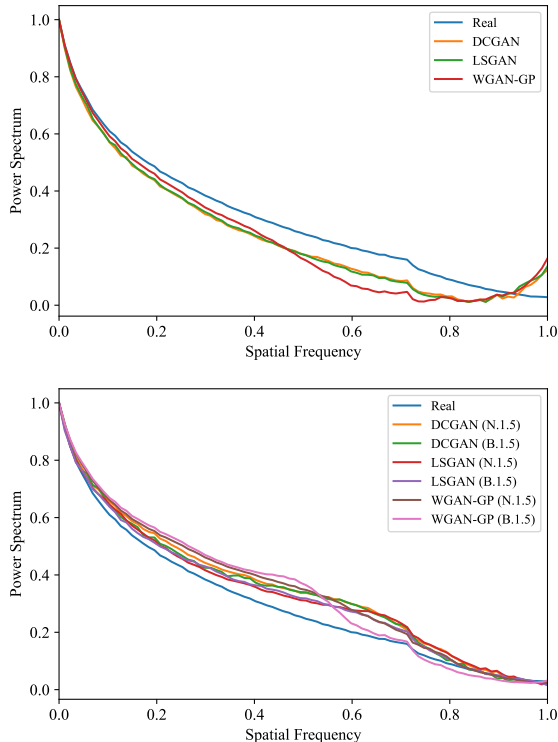 1.0
0.8
0.6
0.4
0.2
0.0
Power Spectrum
Real
DCGAN
LSGAN
WGAN-GP
0.0 0.2 0.4 0.6 0.8 1.0
Spatial Frequency
1.0
0.8
0.6
0.4
0.2
0.0
Power Spectrum
Real
DCGAN (N.1.5)
DCGAN (B.1.5)
LSGAN (N.1.5)
LSGAN (B.1.5)
WGAN-GP (N.1.5)
WGAN-GP (B.1.5)
0.0 0.2 0.4 0.6 0.8 1.0
Spatial Frequency